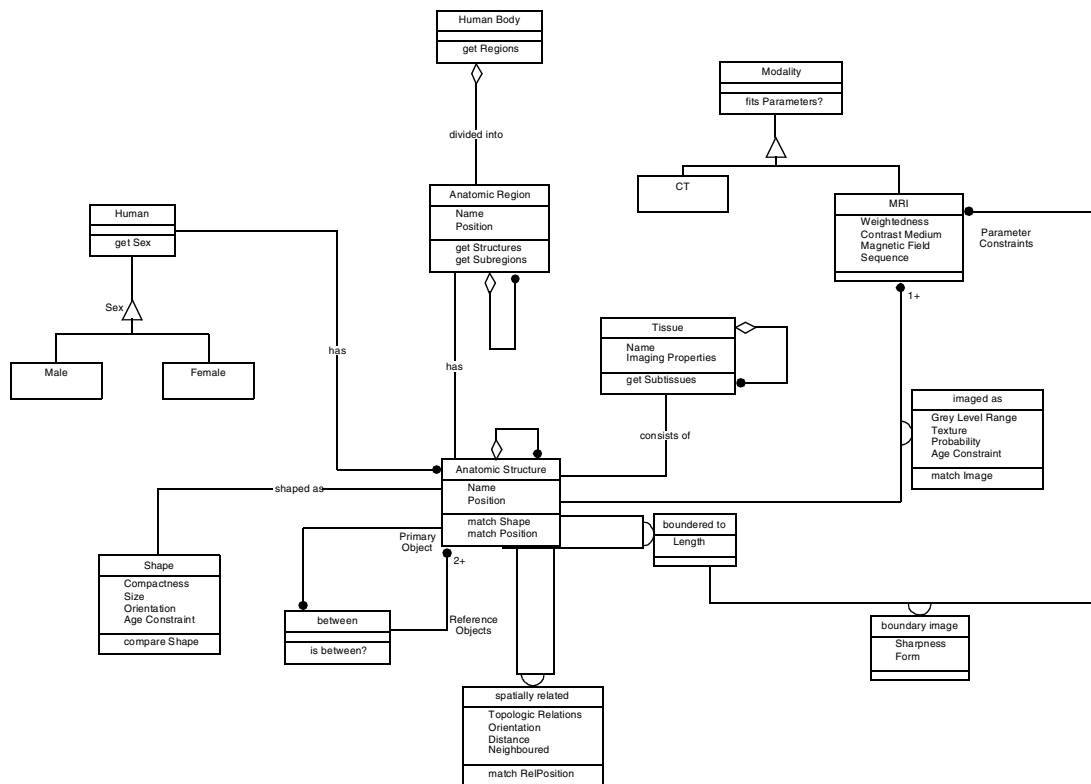 Human Body
get Regions
divided into
Modality
fits Parameters?
CT
MRI
Weightedness
Contrast Medium
Magnetic Field
Sequence
Parameter
Constraints
1+
Anatomic Region
Name
Position
get Structures
get Subregions
Human
get Sex
Sex
Male
Female
has
has
Tissue
Name
Imaging Properties
get Subtissues
consists of
imaged as
Grey Level Range
Texture
Probability
Age Constraint
match Image
Anatomic Structure
Name
Position
match Shape
match Position
shaped as
Primary
Object
2+
boundered to
Length
Shape
Compactness
Size
Orientation
Age Constraint
compare Shape
between
is between?
Reference
Objects
boundary image
Sharpness
Form
spatially related
Topologic Relations
Orientation
Distance
Neighboured
match RelPosition